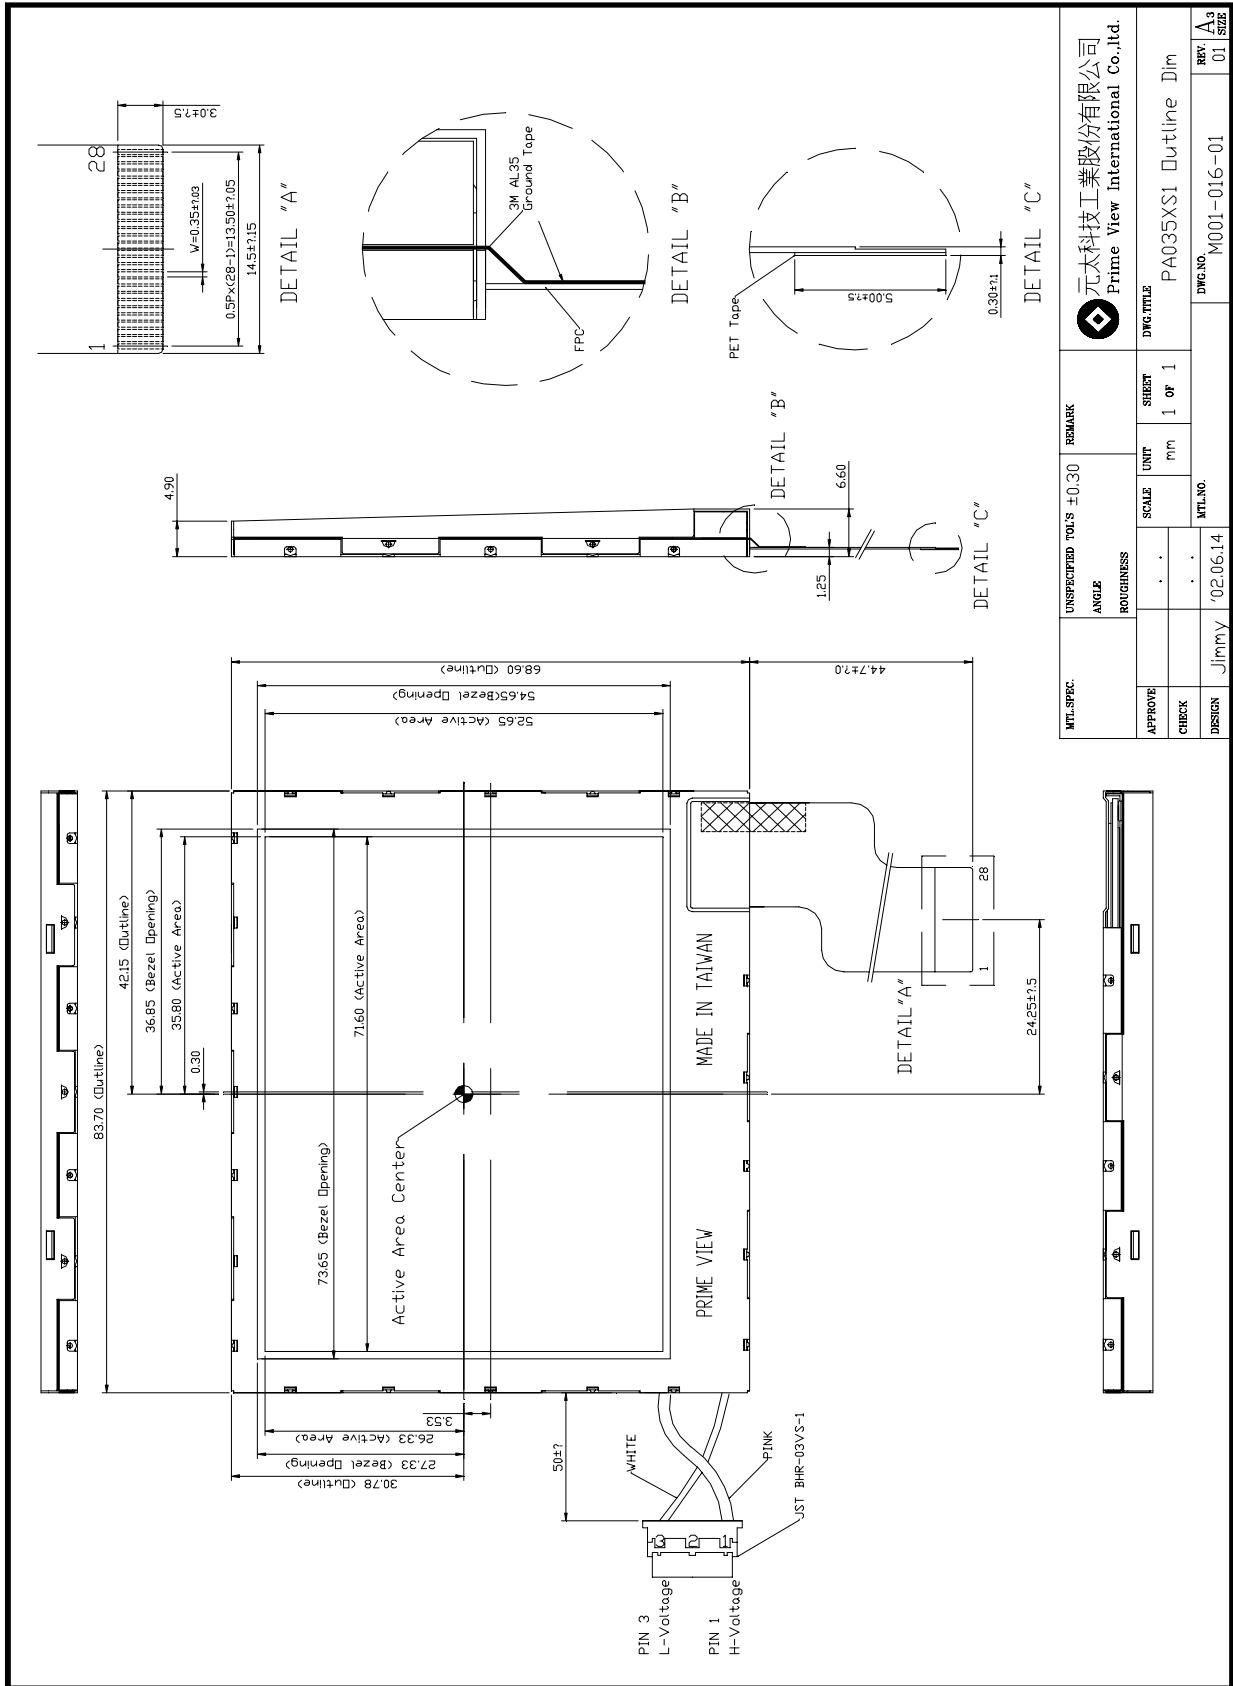 83.70 (Outline)
42.15 (Outline)
36.85 (Bezel Opening)
35.80 (Active Area)
0.30
71.60 (Active Area)
73.65 (Bezel Opening)
Active Area Center
PRIME VIEW
MADE IN TAIWAN
3.53
26.33 (Active Area)
27.33 (Bezel Opening)
30.78 (Outline)
52.65 (Active Area)
54.65(Bezel Opening)
68.60 (Outline)
44.7±?.0
50±?
WHITE
PINK
JST BHR-03VS-1
3 2 1
PIN 3
L-Voltage
PIN 1
H-Voltage
DETAIL"A"
1 28
24.25±?.5
4.90
6.60
1.25
DETAIL "B"
DETAIL "C"
1 28
3.0±?.5
W=0.35±?.03
0.5Px(28-1)=13.50±?.05
14.5±?.15
DETAIL "A"
3M AL35
Ground Tape
FPC
DETAIL "B"
PET Tape
5.00±?.5
0.30±?.1
DETAIL "C"
MTL.SPEC.
UNSPECIFIED TOL'S ±0.30
ANGLE
ROUGHNESS
REMARK
元太科技工業股份有限公司
Prime View International Co.,ltd.
APPROVE . .
CHECK . .
DESIGN Jimmy '02.06.14
SCALE
UNIT
mm
SHEET
1 OF 1
MTL.NO.
DWG.TITLE
PA035XS1 Outline Dim
DWG.NO.
M001-016-01
REV.
01
A3
SIZE